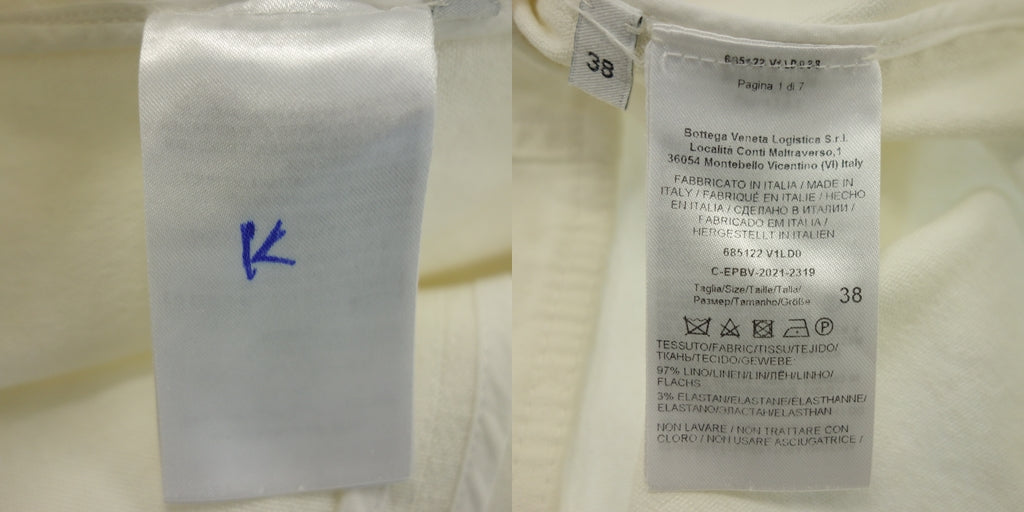 K
38
685122 V1LD0 38
Pagina 1 di 7
Bottega Veneta Logistica S.r.l.
Località Conti Maltraverso,1
36054 Montebello Vicentino (VI) Italy
FABBRICATO IN ITALIA / MADE IN
ITALY / FABRIQUÉ EN ITALIE / HECHO
EN ITALIA / СДЕЛАНО В ИТАЛИИ /
FABRICADO EM ITALIA /
HERGESTELLT IN ITALIEN
685122 V1LD0
C-EPBV-2021-2319
Taglia/Size/Taille/Talla/
Размер/Tamanho/Größe
38
P
TESSUTO/FABRIC/TISSU/TEJIDO/
ТКАНЬ/TECIDO/GEWEBE:
97% LINO/LINEN/LIN/ЛЁН/LINHO/
FLACHS
3% ELASTAN/ELASTANE/ELASTHANNE/
ELASTANO/ЭЛАСТАН/ELASTHAN
NON LAVARE / NON TRATTARE CON
CLORO / NON USARE ASCIUGATRICE /